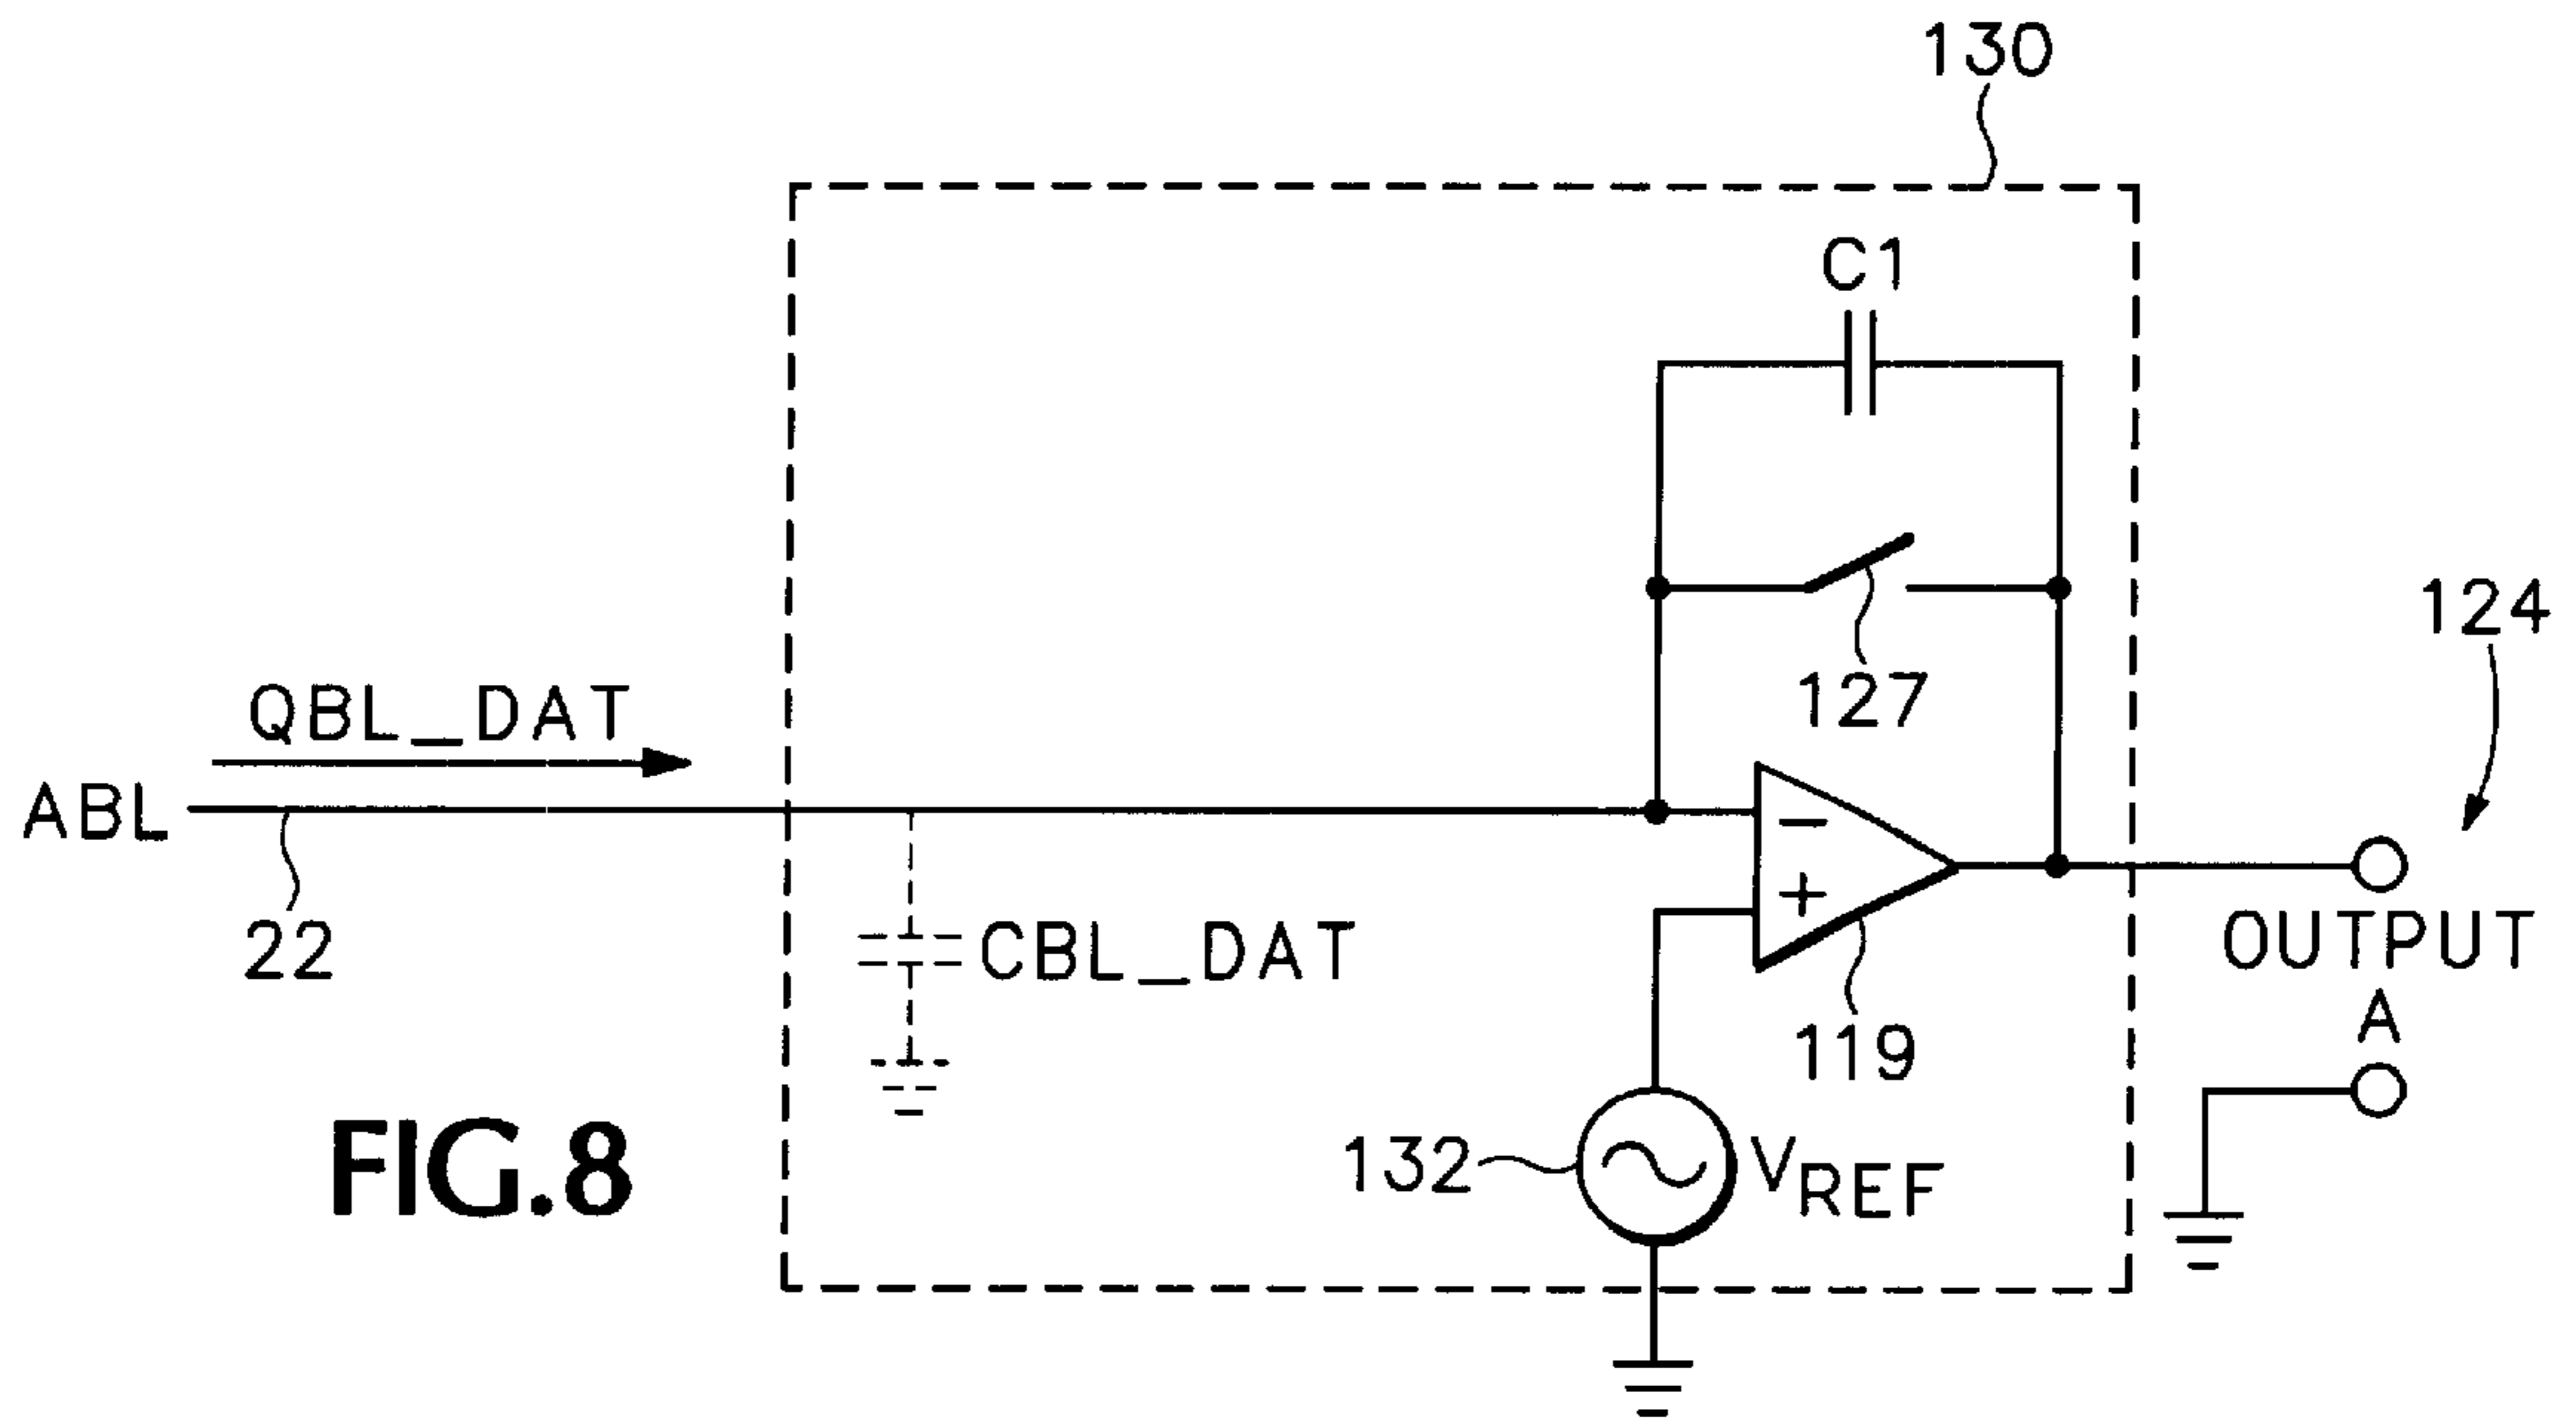 130
C1
127
124
QBL_DAT
ABL
22
CBL_DAT
−
+
119
OUTPUT
A
132
VREF
FIG.8